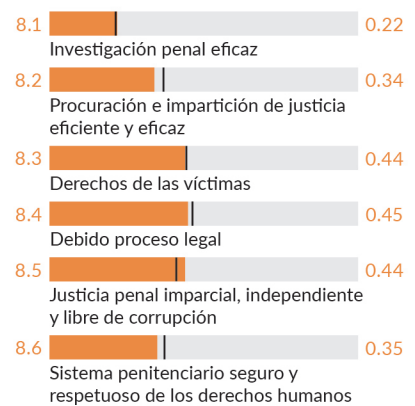 8.1 0.22
Investigación penal eficaz
8.2 0.34
Procuración e impartición de justicia
eficiente y eficaz
8.3 0.44
Derechos de las víctimas
8.4 0.45
Debido proceso legal
8.5 0.44
Justicia penal imparcial, independiente
y libre de corrupción
8.6 0.35
Sistema penitenciario seguro y
respetuoso de los derechos humanos